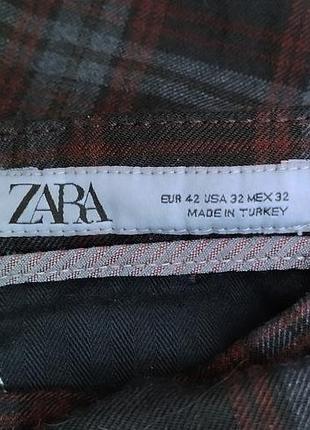 ZARA
EUR 42 USA 32 MEX 32
MADE IN TURKEY